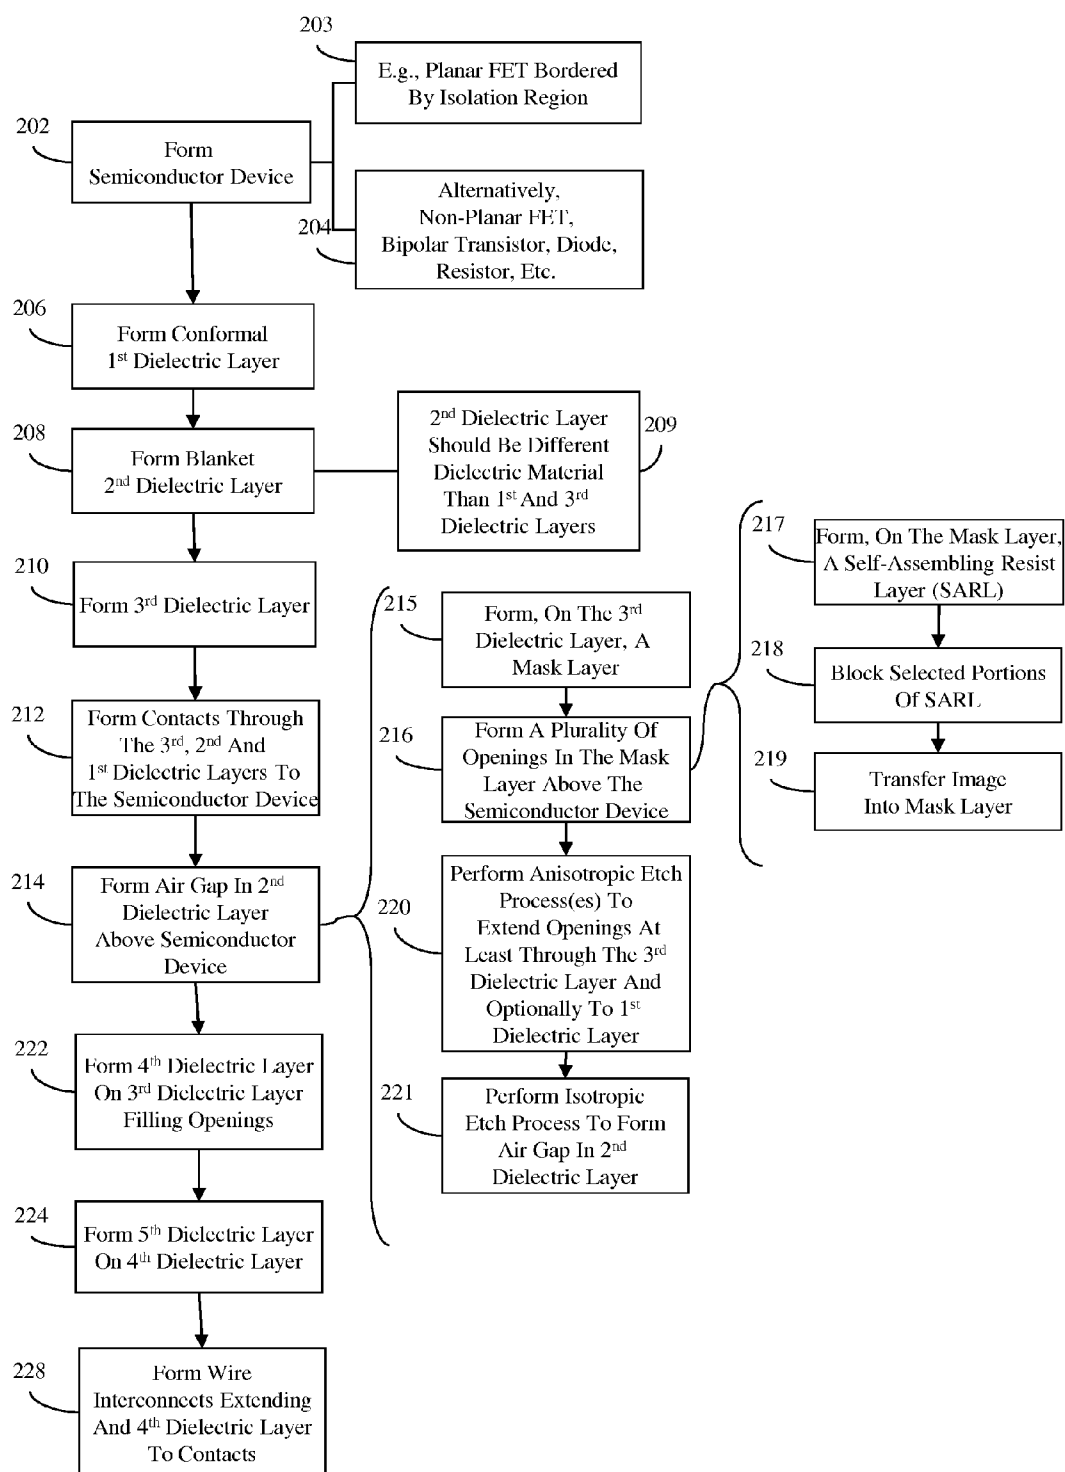 203
E.g., Planar FET Bordered
By Isolation Region
202
Form
Semiconductor Device
204
Alternatively,
Non-Planar FET,
Bipolar Transistor, Diode,
Resistor, Etc.
206
Form Conformal
1st Dielectric Layer
208
Form Blanket
2nd Dielectric Layer
209
2nd Dielectric Layer
Should Be Different
Dielectric Material
Than 1st And 3rd
Dielectric Layers
210
Form 3rd Dielectric Layer
212
Form Contacts Through
The 3rd, 2nd And
1st Dielectric Layers To
The Semiconductor Device
214
Form Air Gap In 2nd
Dielectric Layer
Above Semiconductor
Device
215
Form, On The 3rd
Dielectric Layer, A
Mask Layer
216
Form A Plurality Of
Openings In The Mask
Layer Above The
Semiconductor Device
217
Form, On The Mask Layer,
A Self-Assembling Resist
Layer (SARL)
218
Block Selected Portions
Of SARL
219
Transfer Image
Into Mask Layer
220
Perform Anisotropic Etch
Process(es) To
Extend Openings At
Least Through The 3rd
Dielectric Layer And
Optionally To 1st
Dielectric Layer
221
Perform Isotropic
Etch Process To Form
Air Gap In 2nd
Dielectric Layer
222
Form 4th Dielectric Layer
On 3rd Dielectric Layer
Filling Openings
224
Form 5th Dielectric Layer
On 4th Dielectric Layer
228
Form Wire
Interconnects Extending
And 4th Dielectric Layer
To Contacts